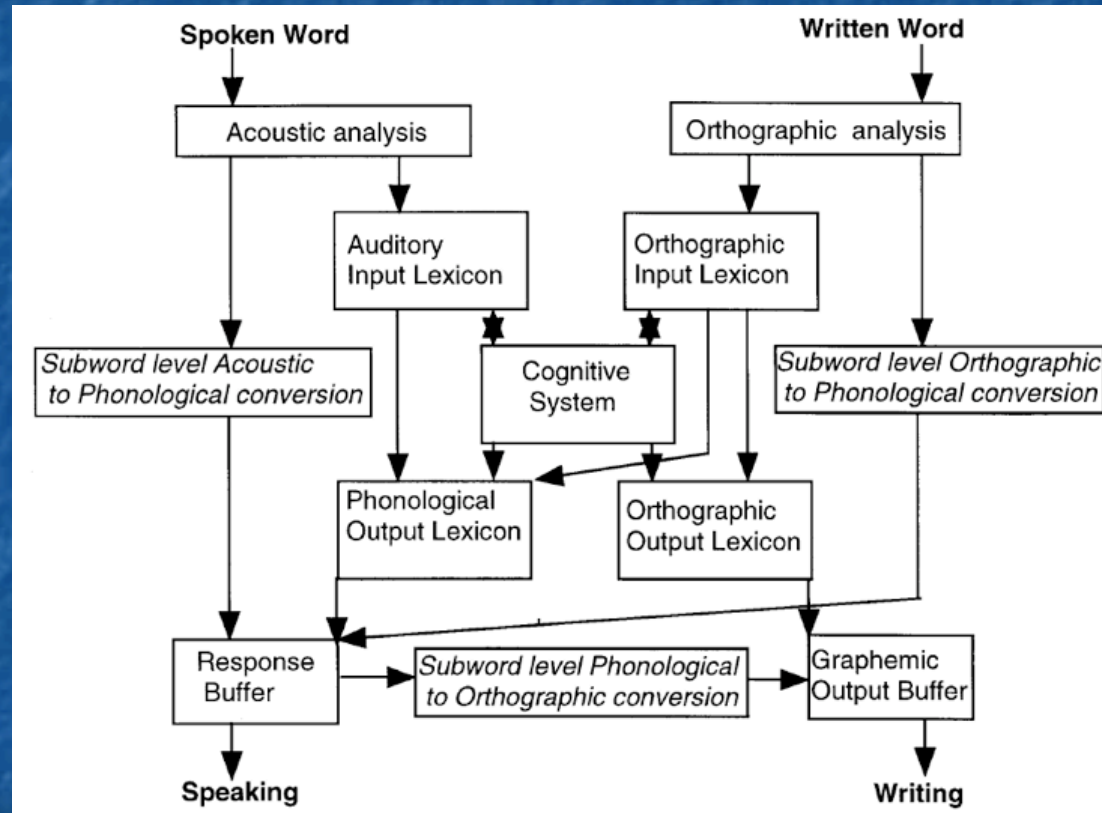 Spoken Word
Written Word
Acoustic analysis
Orthographic analysis
Auditory
Input Lexicon
Orthographic
Input Lexicon
Subword level Acoustic
to Phonological conversion
Cognitive
System
Subword level Orthographic
to Phonological conversion
Phonological
Output Lexicon
Orthographic
Output Lexicon
Response
Buffer
Subword level Phonological
to Orthographic conversion
Graphemic
Output Buffer
Speaking
Writing